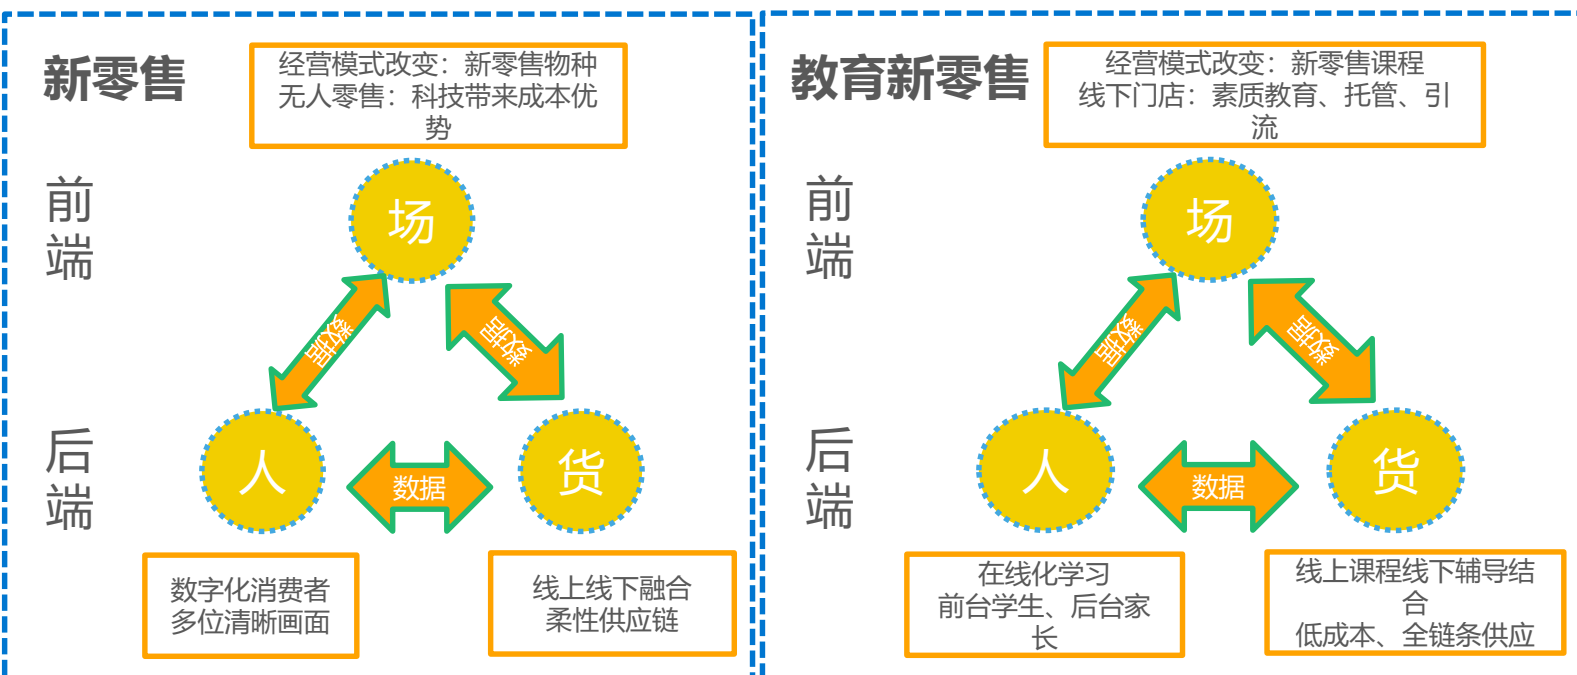 新零售
经营模式改变：新零售物种
无人零售：科技带来成本优
势
前
端
场
数据
数据
后
端
人
数据
货
数字化消费者
多位清晰画面
线上线下融合
柔性供应链
教育新零售
经营模式改变：新零售课程
线下门店：素质教育、托管、引
流
前
端
场
数据
数据
后
端
人
数据
货
在线化学习
前台学生、后台家
长
线上课程线下辅导结
合
低成本、全链条供应